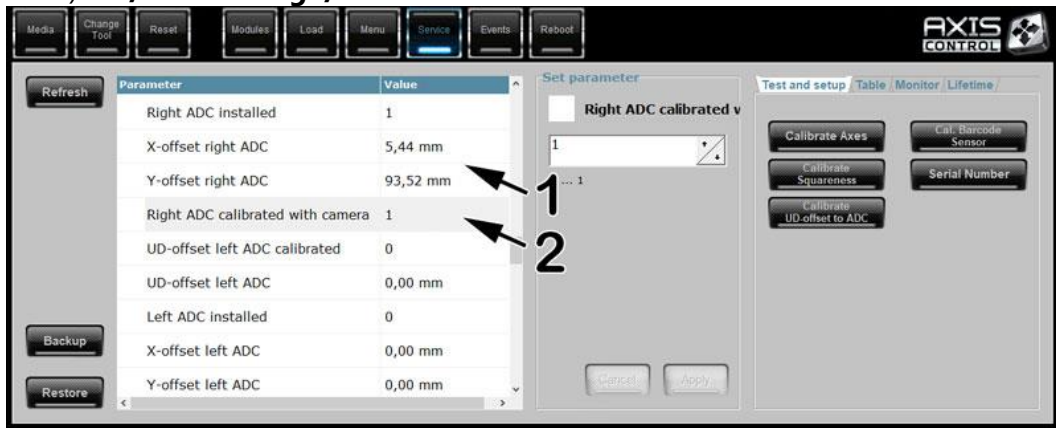 Media
Change
Tool
Reset
Modules
Load
Menu
Service
Events
Reboot
AXIS
CONTROL
Refresh
Parameter Value
Right ADC installed 1
X-offset right ADC 5,44 mm
Y-offset right ADC 93,52 mm
Right ADC calibrated with camera 1
UD-offset left ADC calibrated 0
UD-offset left ADC 0,00 mm
Left ADC installed 0
X-offset left ADC 0,00 mm
Y-offset left ADC 0,00 mm
Backup
Restore
1
2
Set parameter
Right ADC calibrated w
1
... 1
Cancel
Apply
Test and setup Table Monitor Lifetime
Calibrate Axes
Cal. Barcode
Sensor
Calibrate
Squareness
Serial Number
Calibrate
UD-offset to ADC